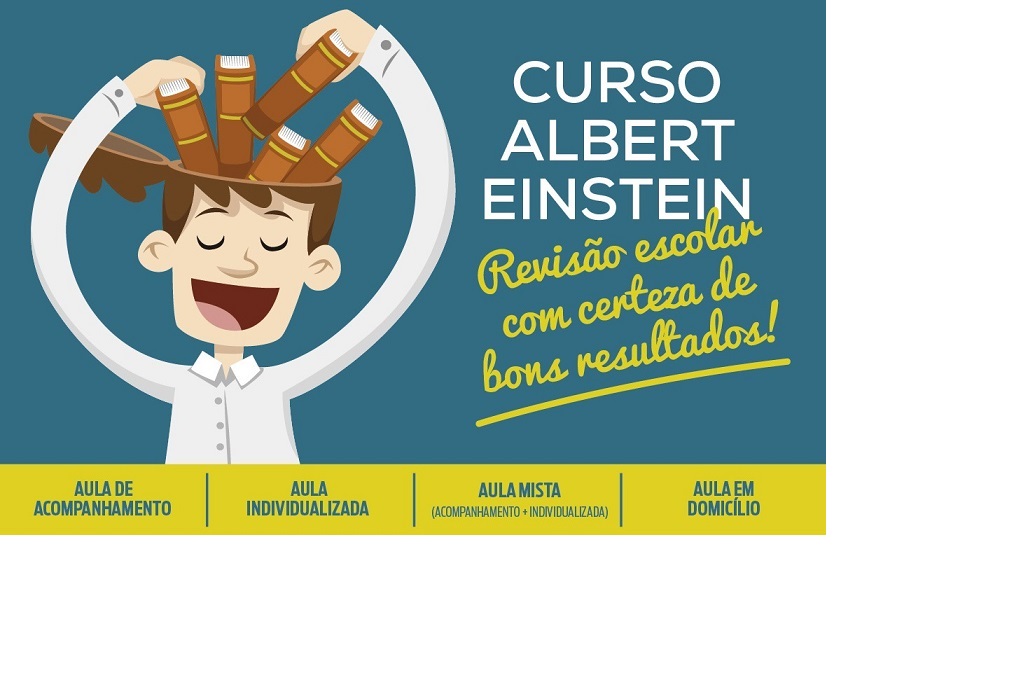 CURSO
ALBERT
EINSTEIN
Revisão escolar
com certeza de
bons resultados!
AULA DE
ACOMPANHAMENTO
AULA
INDIVIDUALIZADA
AULA MISTA
(ACOMPANHAMENTO + INDIVIDUALIZADA)
AULA EM
DOMICÍLIO